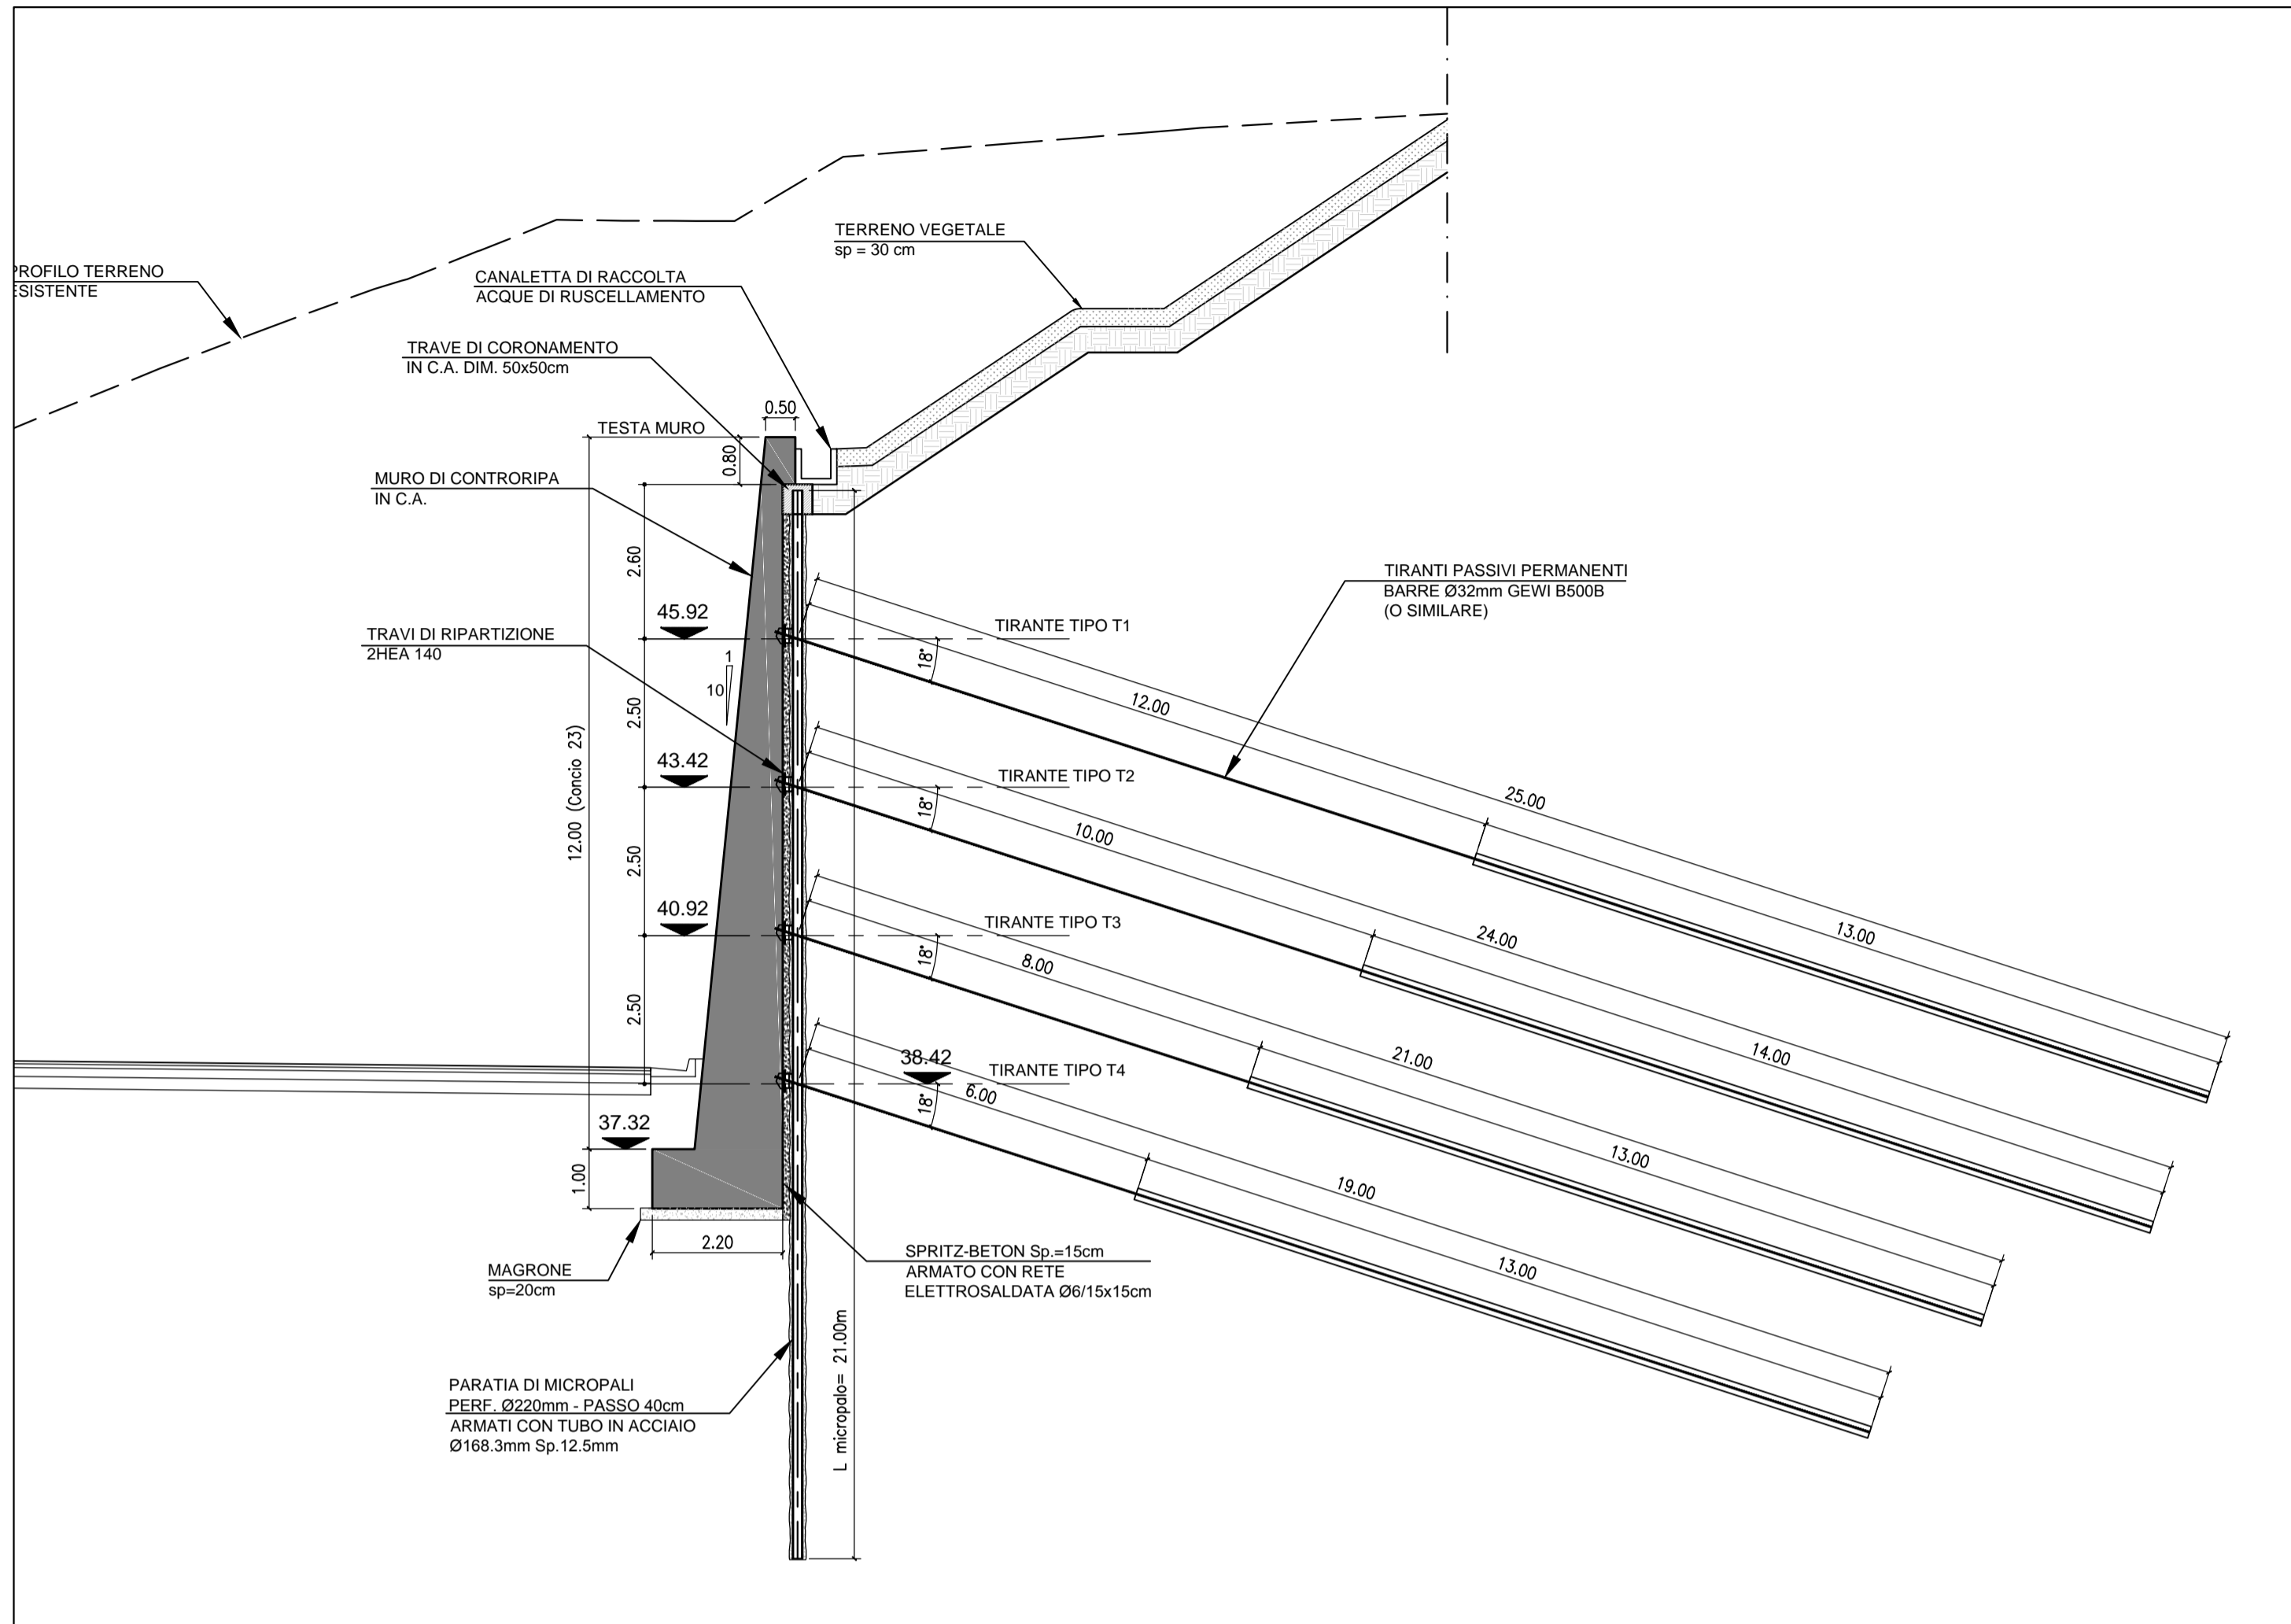 TERRENO VEGETALE
sp = 30 cm
PROFILO TERRENO
ESISTENTE
CANALETTA DI RACCOLTA
ACQUE DI RUSCELLAMENTO
TRAVE DI CORONAMENTO
IN C.A. DIM. 50x50cm
0.50
TESTA MURO
0.80
MURO DI CONTRORIPA
IN C.A.
2.60
TIRANTI PASSIVI PERMANENTI
BARRE Ø32mm GEWI B500B
(O SIMILARE)
45.92
TIRANTE TIPO T1
TRAVI DI RIPARTIZIONE
2HEA 140
18°
1
10
12.00
2.50
12.00 (Concio 23)
43.42
TIRANTE TIPO T2
25.00
18°
10.00
2.50
40.92
TIRANTE TIPO T3
24.00
13.00
18°
8.00
2.50
38.42
TIRANTE TIPO T4
21.00
14.00
18°
6.00
37.32
1.00
19.00
13.00
2.20
SPRITZ-BETON Sp.=15cm
ARMATO CON RETE
ELETTROSALDATA Ø6/15x15cm
13.00
MAGRONE
sp=20cm
L micropalo= 21.00m
PARATIA DI MICROPALI
PERF. Ø220mm - PASSO 40cm
ARMATI CON TUBO IN ACCIAIO
Ø168.3mm Sp.12.5mm